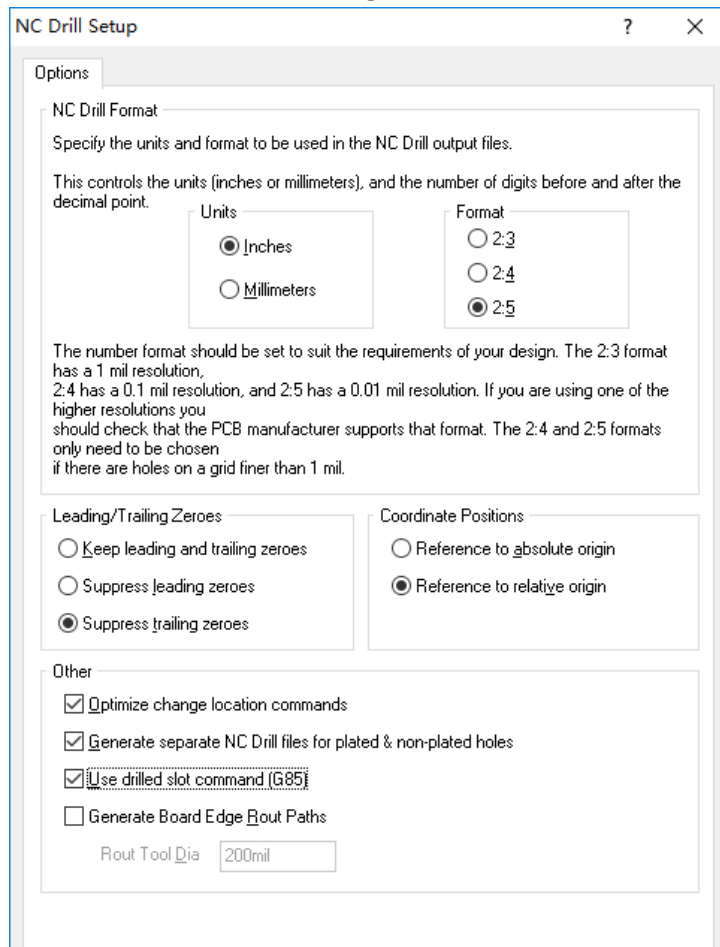 NC Drill Setup ? ×
Options
NC Drill Format
Specify the units and format to be used in the NC Drill output files.
This controls the units (inches or millimeters), and the number of digits before and after the
decimal point.
Units
Inches
Millimeters
Format
2:3
2:4
2:5
The number format should be set to suit the requirements of your design. The 2:3 format
has a 1 mil resolution,
2:4 has a 0.1 mil resolution, and 2:5 has a 0.01 mil resolution. If you are using one of the
higher resolutions you
should check that the PCB manufacturer supports that format. The 2:4 and 2:5 formats
only need to be chosen
if there are holes on a grid finer than 1 mil.
Leading/Trailing Zeroes
Keep leading and trailing zeroes
Suppress leading zeroes
Suppress trailing zeroes
Coordinate Positions
Reference to absolute origin
Reference to relative origin
Other
Optimize change location commands
Generate separate NC Drill files for plated & non-plated holes
Use drilled slot command (G85)
Generate Board Edge Rout Paths
Rout Tool Dia 200mil